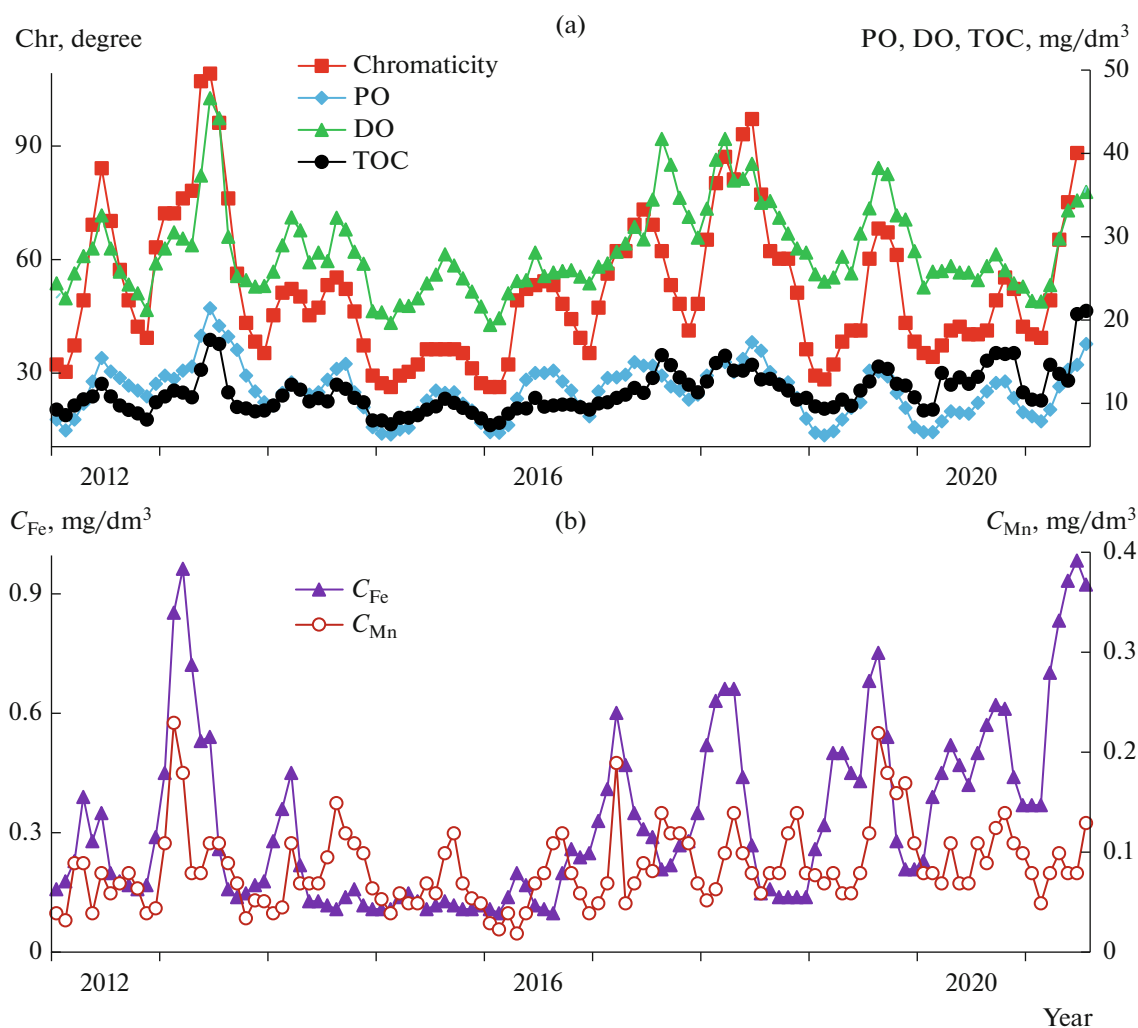 (a)
Chr, degree
PO, DO, TOC, mg/dm³
Chromaticity
PO
DO
TOC
50
90
40
60
30
20
30
10
2012
2016
2020
(b)
C_Fe, mg/dm³
C_Mn, mg/dm³
C_Fe
C_Mn
0.4
0.9
0.3
0.6
0.2
0.3
0.1
0
0
2012
2016
2020
Year